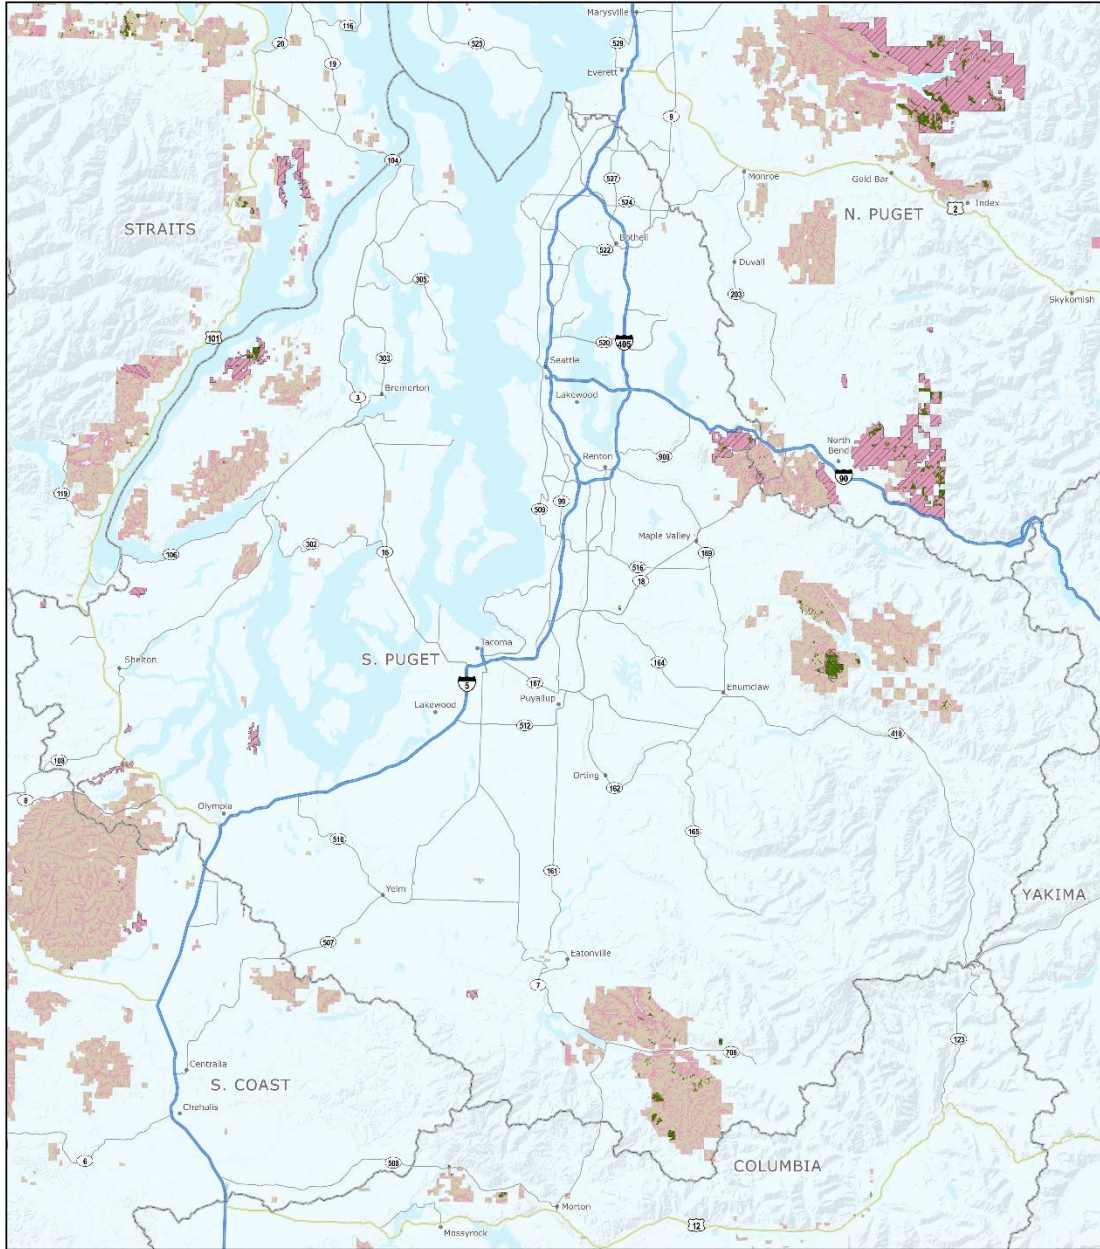 Marysville
116
20
525
529
19
Everett
9
104
527
Monroe
Gold Bar
524
N. PUGET
Index
2
STRAITS
Bothell
522
Duvall
305
203
Skykomish
101
520
405
303
Seattle
Bremerton
3
Lakewood
North
Bend
Renton
900
90
119
99
509
Maple Valley
302
16
169
106
516
18
Tacoma
S. PUGET
Shelton
164
167
5
Enumclaw
Puyallup
Lakewood
512
410
108
Orting
162
8
Olympia
165
510
161
Yelm
YAKIMA
507
Eatonville
7
123
706
Centralia
S. COAST
Chehalis
6
508
COLUMBIA
Morton
12
Mossyrock